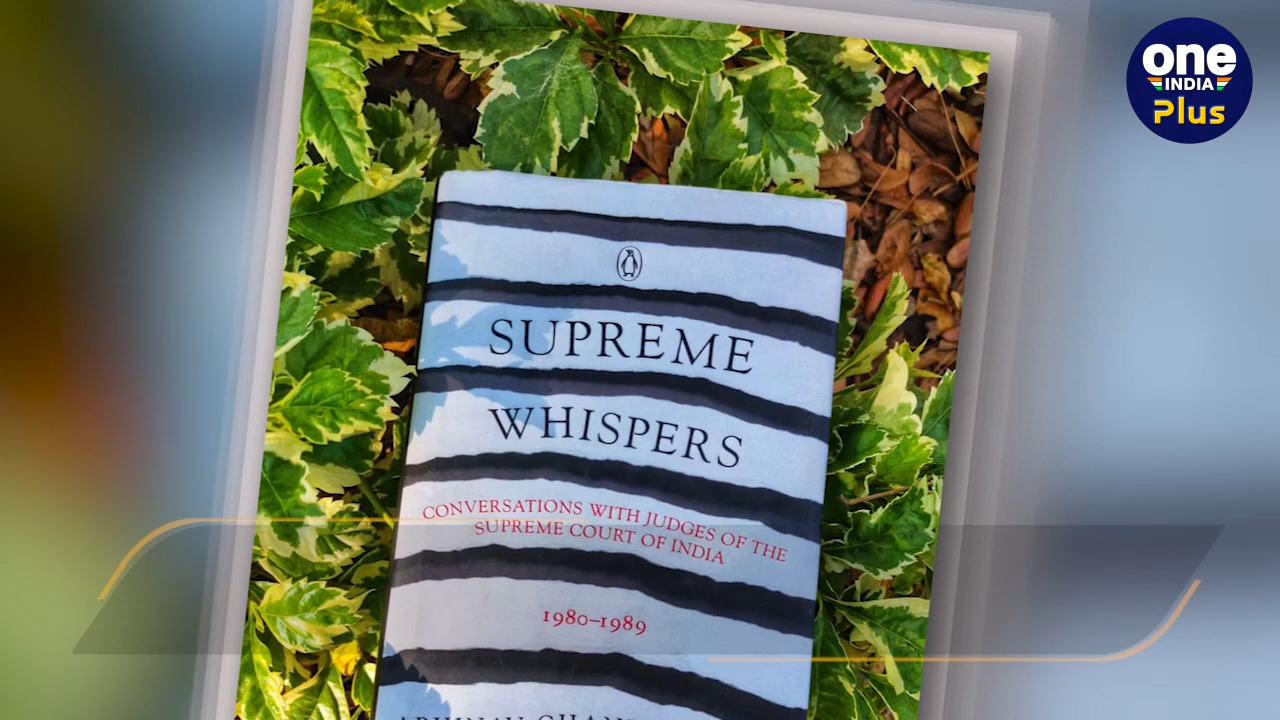 one
INDIA
Plus
SUPREME
WHISPERS
CONVERSATIONS WITH JUDGES OF THE
SUPREME COURT OF INDIA
1980–1989